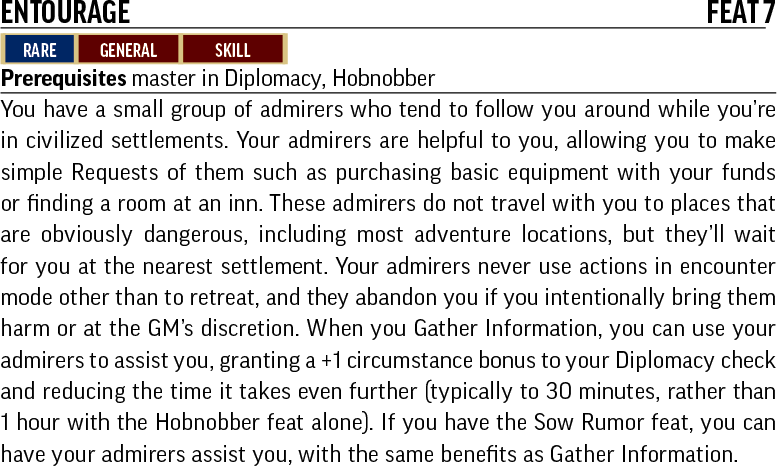 ENTOURAGE FEAT 7
RARE GENERAL SKILL
Prerequisites master in Diplomacy, Hobnobber
You have a small group of admirers who tend to follow you around while you’re
in civilized settlements. Your admirers are helpful to you, allowing you to make
simple Requests of them such as purchasing basic equipment with your funds
or finding a room at an inn. These admirers do not travel with you to places that
are obviously dangerous, including most adventure locations, but they’ll wait
for you at the nearest settlement. Your admirers never use actions in encounter
mode other than to retreat, and they abandon you if you intentionally bring them
harm or at the GM’s discretion. When you Gather Information, you can use your
admirers to assist you, granting a +1 circumstance bonus to your Diplomacy check
and reducing the time it takes even further (typically to 30 minutes, rather than
1 hour with the Hobnobber feat alone). If you have the Sow Rumor feat, you can
have your admirers assist you, with the same benefits as Gather Information.